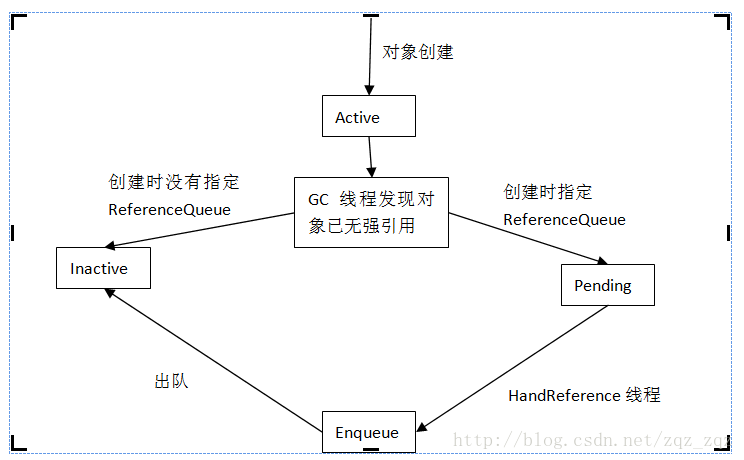 对象创建
Active
创建时没有指定
ReferenceQueue
GC 线程发现对
象已无强引用
创建时指定
ReferenceQueue
Inactive
Pending
出队
HandReference 线程
Enqueue
http://blog.csdn.net/zqz_zqz